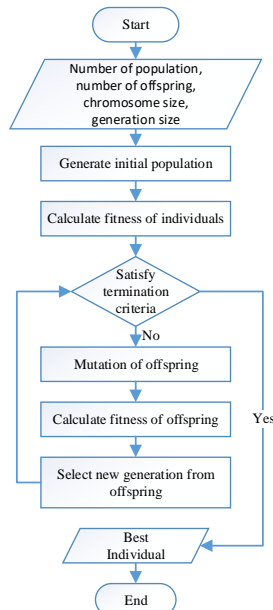 Start
Number of population,
number of offspring,
chromosome size,
generation size
Generate initial population
Calculate fitness of individuals
Satisfy
termination
criteria
No
Mutation of offspring
Calculate fitness of offspring
Yes
Select new generation from
offspring
Best
Individual
End